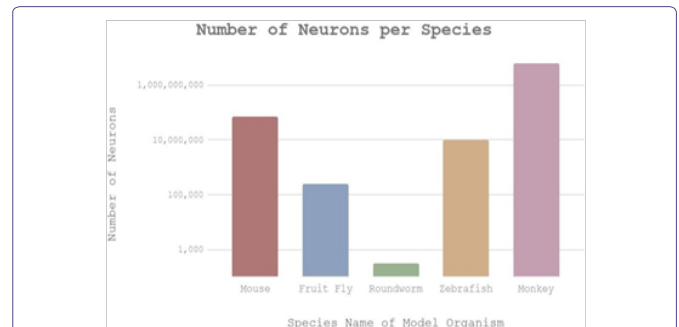 Number of Neurons per Species
Number of Neurons
1,000,000,000
10,000,000
100,000
1,000
Mouse Fruit Fly Roundworm Zebrafish Monkey
Species Name of Model Organism